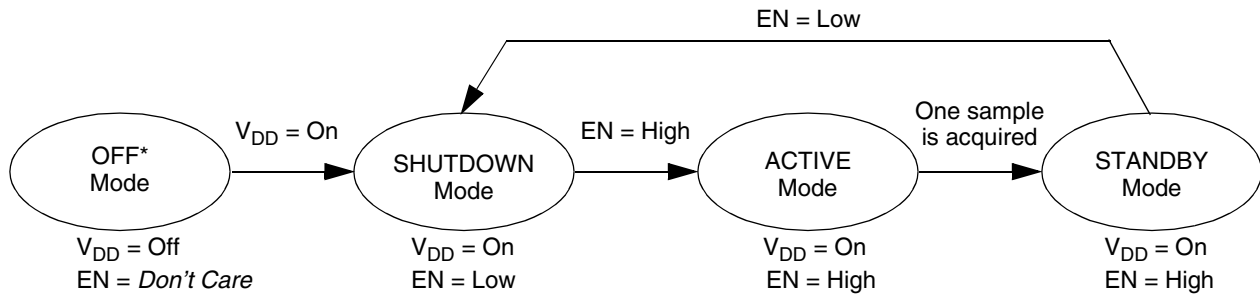 EN = Low
V_DD = On
EN = High
One sample
is acquired
OFF*
Mode
SHUTDOWN
Mode
ACTIVE
Mode
STANDBY
Mode
V_DD = Off
EN = Don't Care
V_DD = On
EN = Low
V_DD = On
EN = High
V_DD = On
EN = High